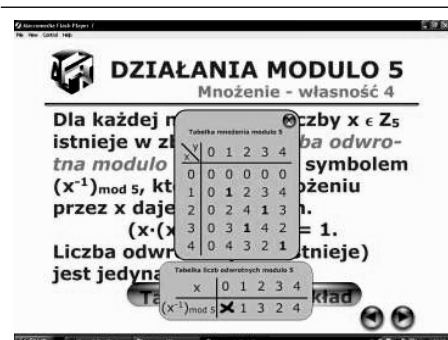 Macromedia Flash Player 7
File View Control Help
DZIAŁANIA MODULO 5
Mnożenie - własność 4
Dla każdej czby x ϵ Z5
istnieje w ba odwro-
tna modulo symbolem
(x-1)mod 5, ożeniu
przez x daje
(x·(x = 1.
Liczba tnieje)
jest jedyna
Tabelka mnożenia modulo 5
x y 0 1 2 3 4
0 0 0 0 0 0
1 0 1 2 3 4
2 0 2 4 1 3
3 0 3 1 4 2
4 0 4 3 2 1
Tabelka liczb odwrotnych modulo 5
x 0 1 2 3 4
(x-1)mod 5 × 1 3 2 4
Ta kład